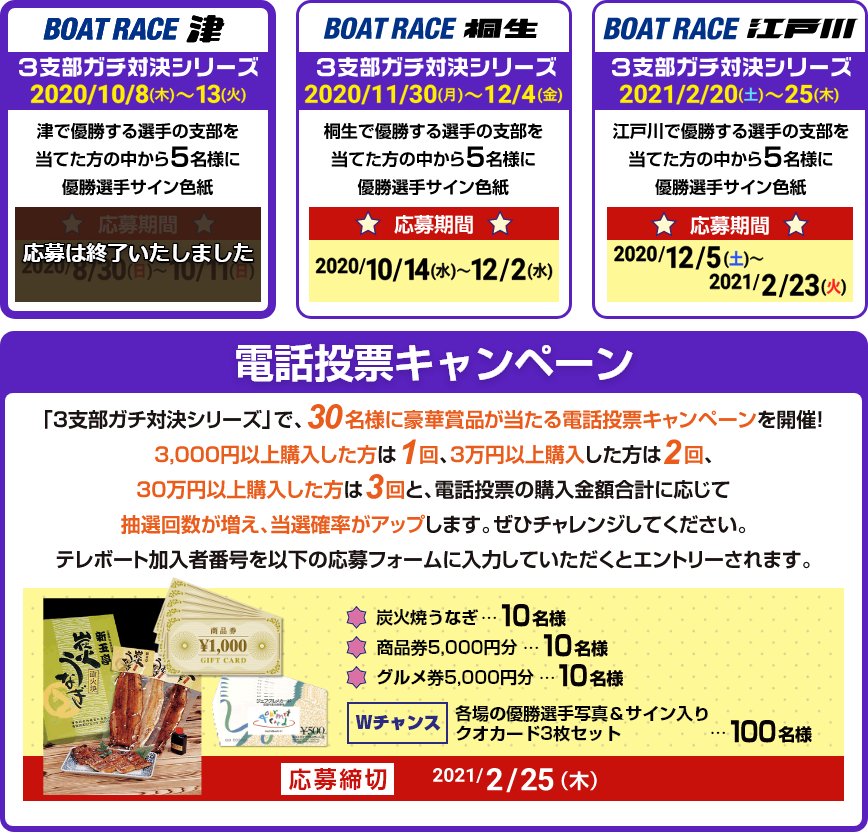 BOAT RACE 津
3支部ガチ対決シリーズ
2020/10/8(木)～13(火)
津で優勝する選手の支部を
当てた方の中から5名様に
優勝選手サイン色紙
応募期間
応募は終了いたしました
2020/8/30(日)～10/11(日)
BOAT RACE 桐生
3支部ガチ対決シリーズ
2020/11/30(月)～12/4(金)
桐生で優勝する選手の支部を
当てた方の中から5名様に
優勝選手サイン色紙
応募期間
2020/10/14(水)～12/2(水)
BOAT RACE 江戸川
3支部ガチ対決シリーズ
2021/2/20(土)～25(木)
江戸川で優勝する選手の支部を
当てた方の中から5名様に
優勝選手サイン色紙
応募期間
2020/12/5(土)～
2021/2/23(火)
電話投票キャンペーン
「3支部ガチ対決シリーズ」で、30名様に豪華賞品が当たる電話投票キャンペーンを開催!
3,000円以上購入した方は1回、3万円以上購入した方は2回、
30万円以上購入した方は3回と、電話投票の購入金額合計に応じて
抽選回数が増え、当選確率がアップします。ぜひチャレンジしてください。
テレボート加入者番号を以下の応募フォームに入力していただくとエントリーされます。
新玉亭
炭火
うなぎ
直火焼
商品券
¥1,000
GIFT CARD
ジェフグルメカード
¥500
炭火焼うなぎ…10名様
商品券5,000円分…10名様
グルメ券5,000円分…10名様
Wチャンス
各場の優勝選手写真＆サイン入り
クオカード3枚セット…100名様
応募締切 2021/2/25(木)